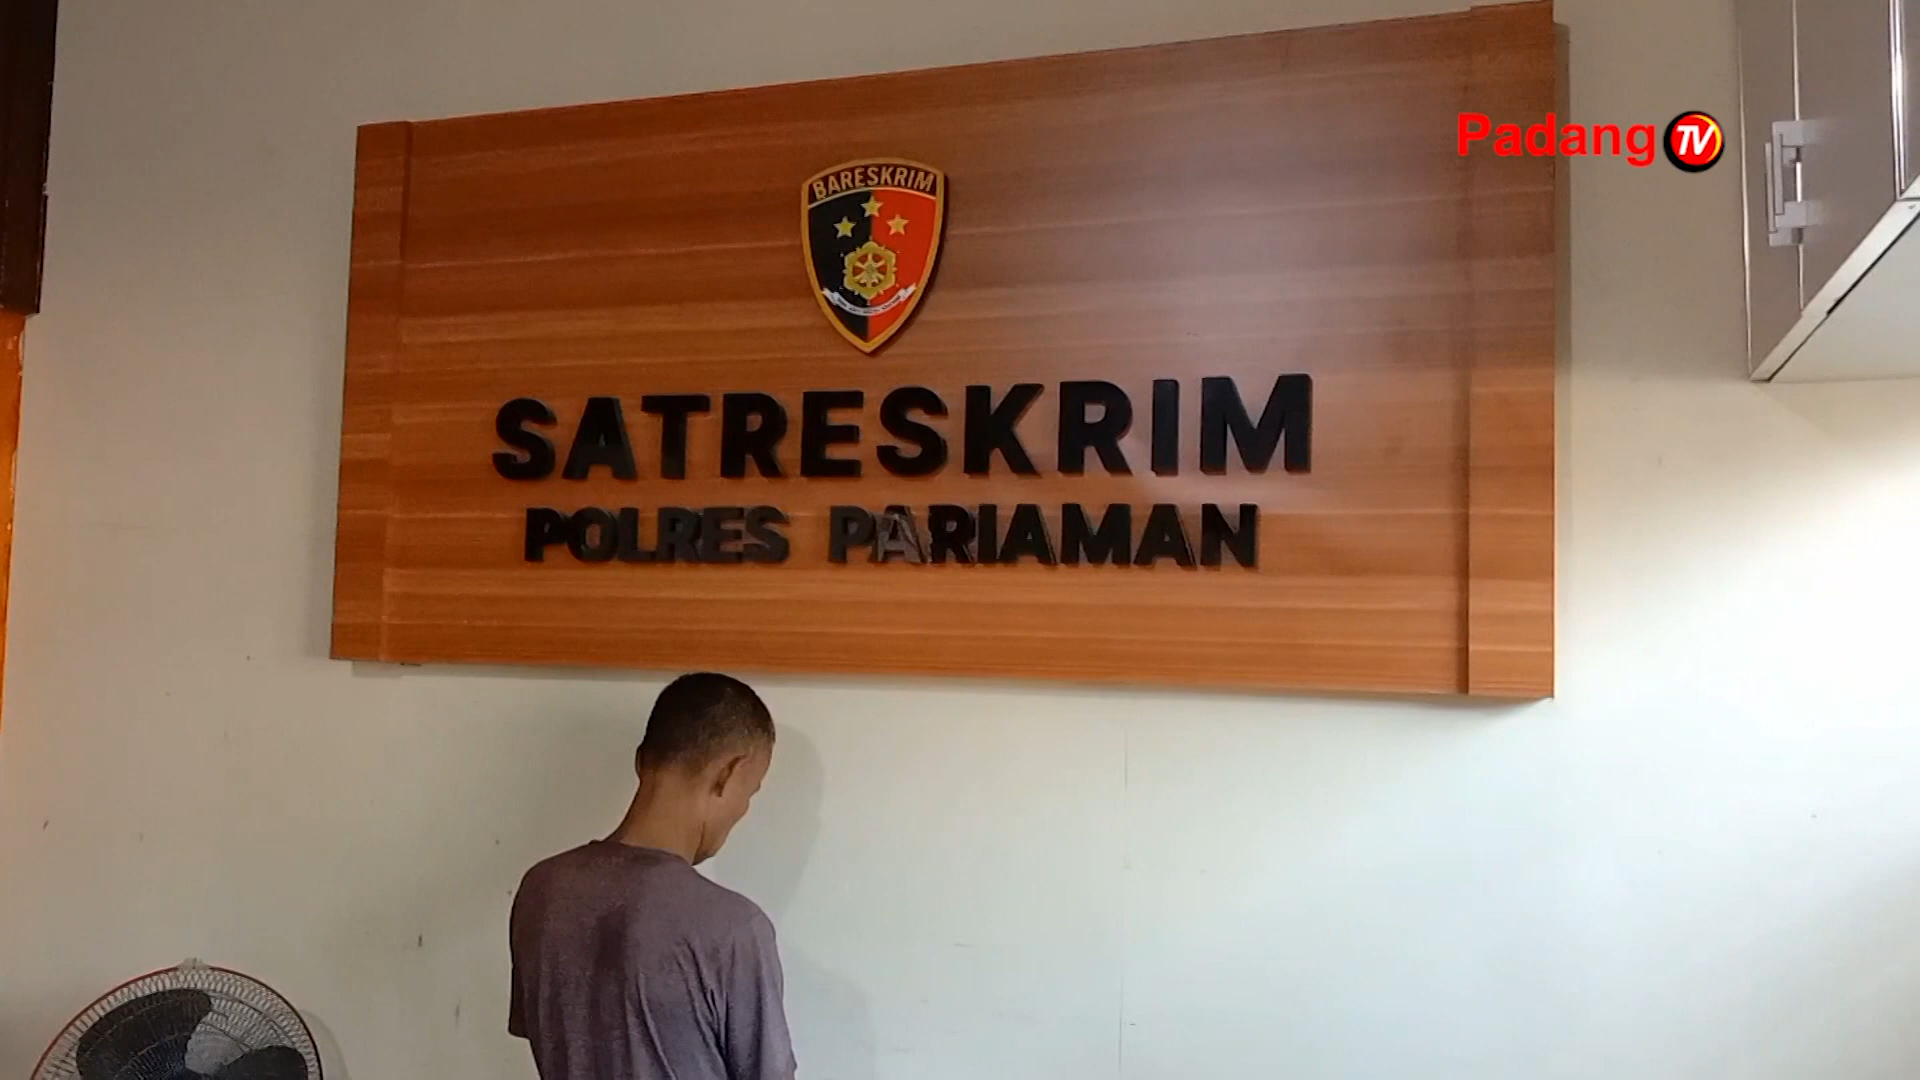 Padang TV
BARESKRIM
SATRESKRIM
POLRES PARIAMAN